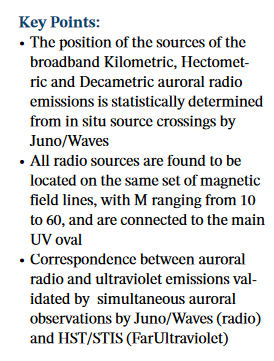 Key Points:
• The position of the sources of the
broadband Kilometric, Hectomet-
ric and Decametric auroral radio
emissions is statistically determined
from in situ source crossings by
Juno/Waves
• All radio sources are found to be
located on the same set of magnetic
field lines, with M ranging from 10
to 60, and are connected to the main
UV oval
• Correspondence between auroral
radio and ultraviolet emissions val-
idated by simultaneous auroral
observations by Juno/Waves (radio)
and HST/STIS (FarUltraviolet)